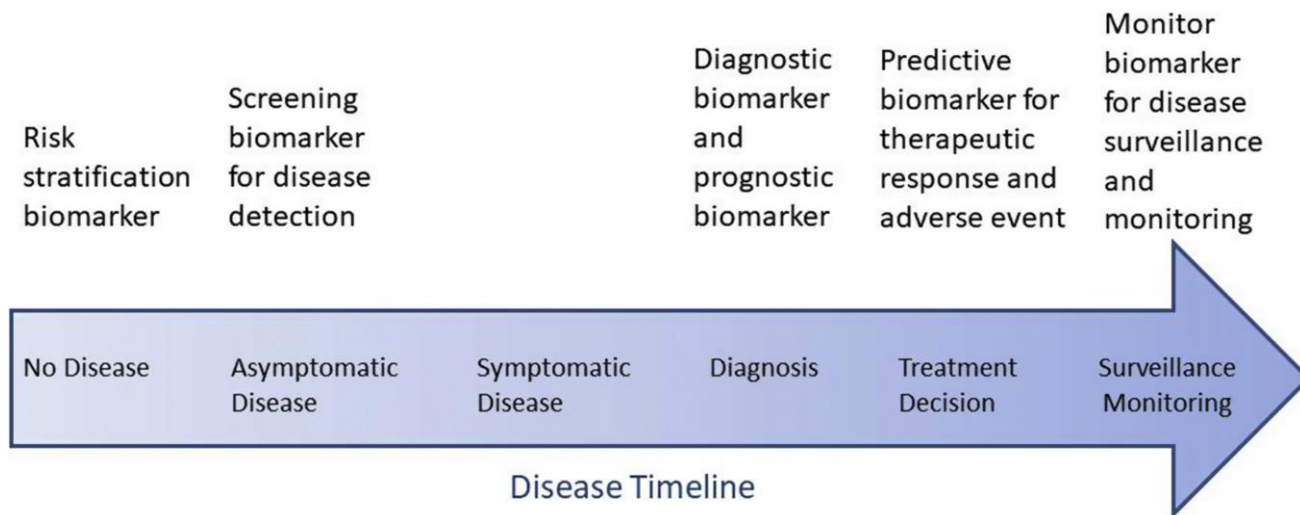 Risk
stratification
biomarker
Screening
biomarker
for disease
detection
Diagnostic
biomarker
and
prognostic
biomarker
Predictive
biomarker for
therapeutic
response and
adverse event
Monitor
biomarker
for disease
surveillance
and
monitoring
No Disease
Asymptomatic
Disease
Symptomatic
Disease
Diagnosis
Treatment
Decision
Surveillance
Monitoring
Disease Timeline